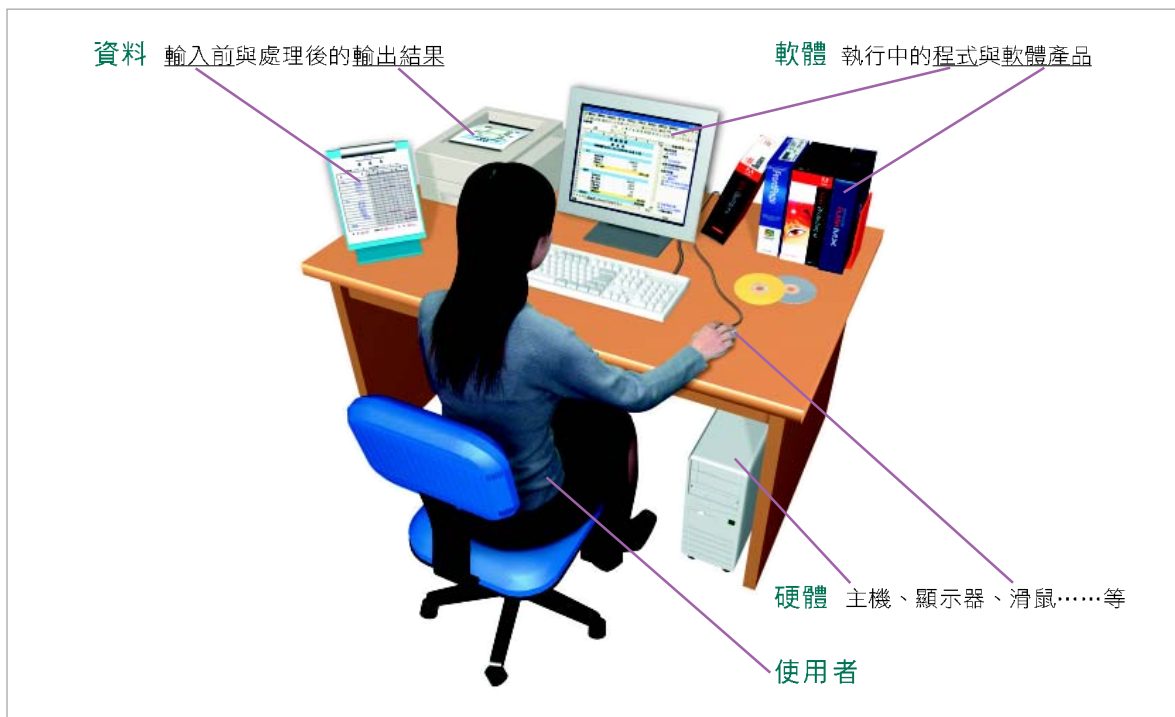 資料 輸入前與處理後的輸出結果
軟體 執行中的程式與軟體產品
硬體 主機、顯示器、滑鼠⋯⋯等
使用者